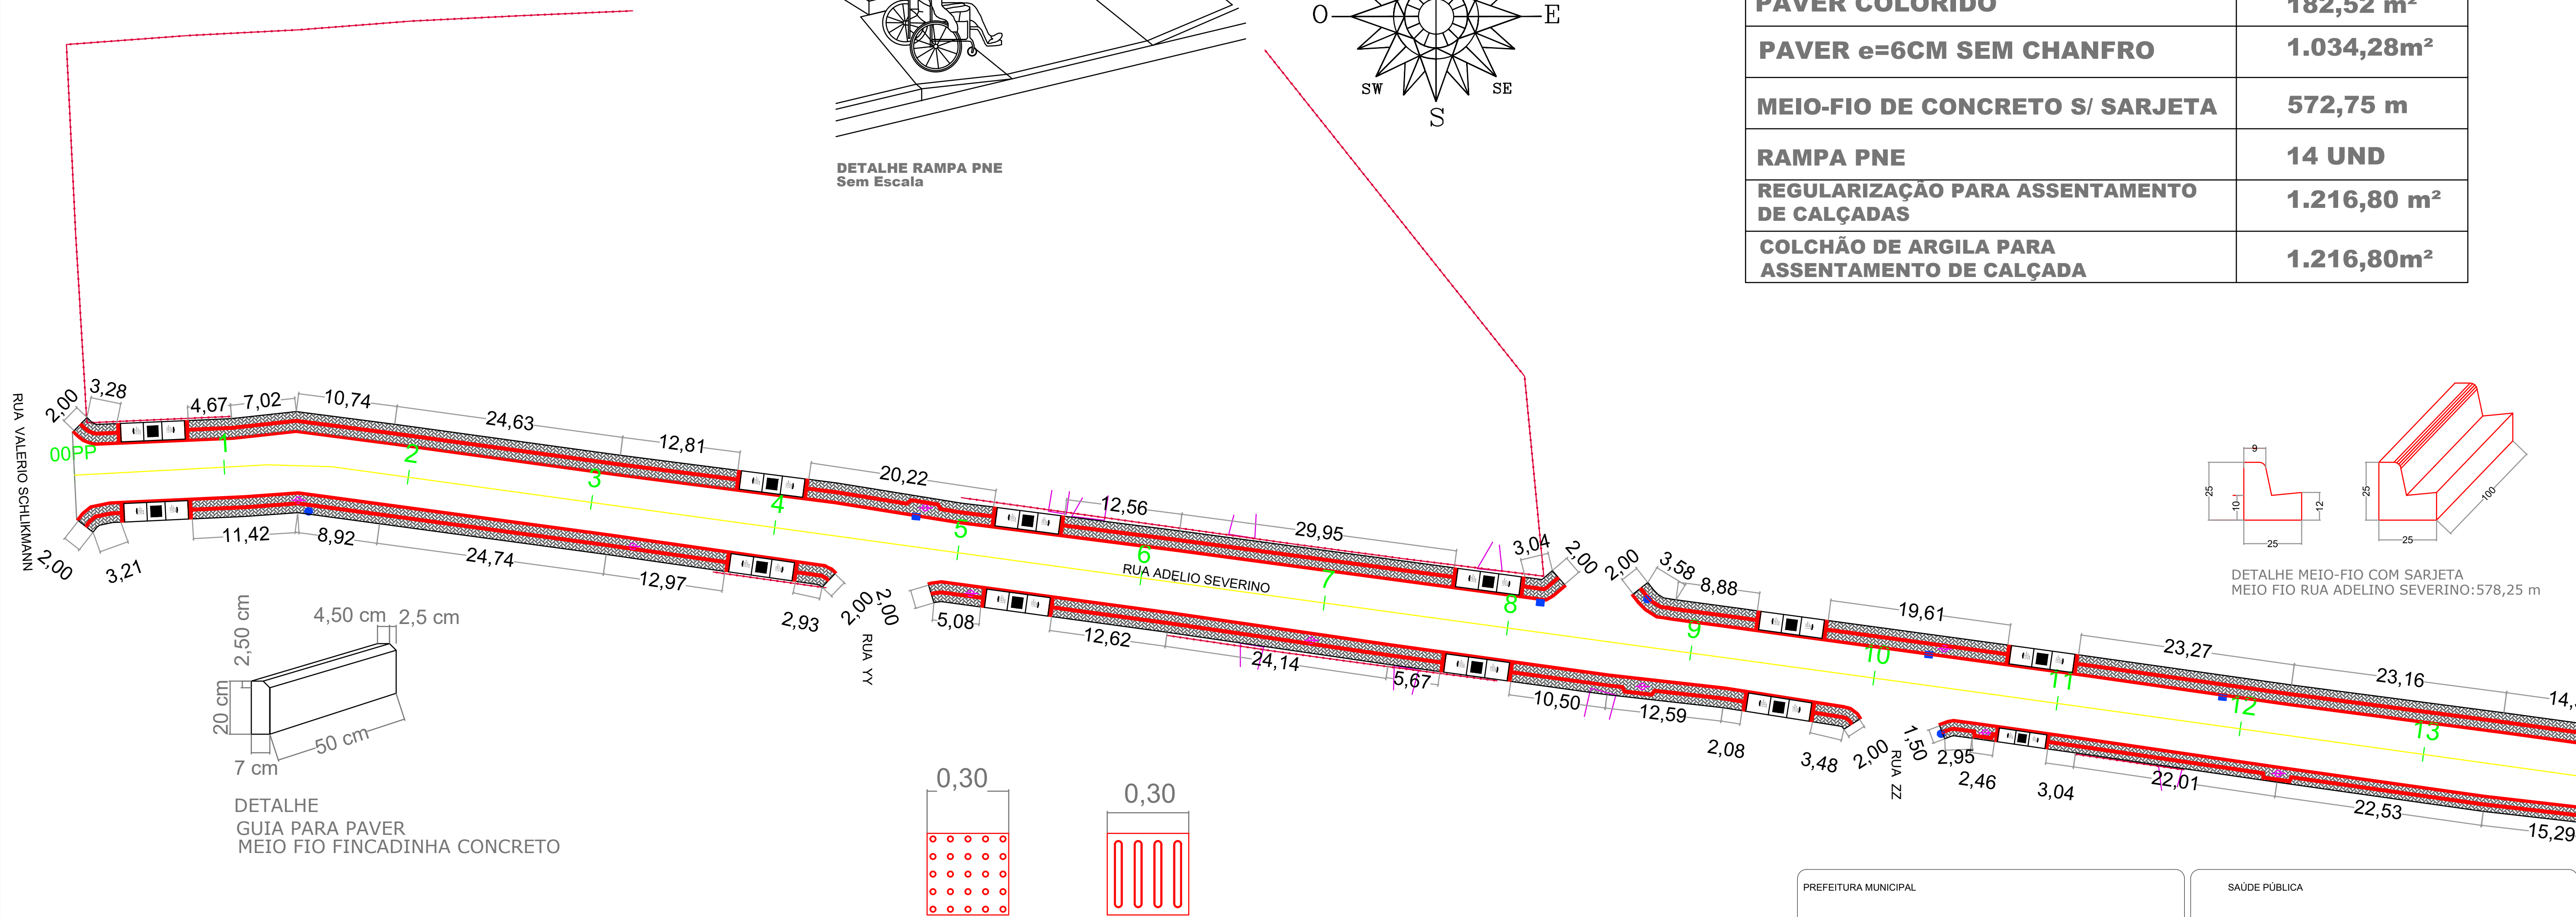 PAVER COLORIDO 182,52 m²
PAVER e=6CM SEM CHANFRO 1.034,28m²
MEIO-FIO DE CONCRETO S/ SARJETA 572,75 m
RAMPA PNE 14 UND
REGULARIZAÇÃO PARA ASSENTAMENTO
DE CALÇADAS 1.216,80 m²
COLCHÃO DE ARGILA PARA
ASSENTAMENTO DE CALÇADA 1.216,80m²
O E
SW SE
S
DETALHE RAMPA PNE
Sem Escala
RUA VALERIO SCHLIKMANN
2,00 3,28 4,67 7,02 10,74 24,63 12,81 20,22 12,56 29,95 3,04 2,00
2,00 3,58 8,88 19,61 23,27 23,16 14,
00PP 1 2 3 4 5 6 7 8 9 10 11 12 13
RUA ADELIO SEVERINO
2,00 3,21 11,42 8,92 24,74 12,97 2,93 2,00
RUA YY
2,00 5,08 12,62 24,14 5,67 10,50 12,59 2,08 3,48 2,00
RUA ZZ
1,50 2,95 2,46 3,04 22,01 22,53 15,29
9
25 10 12
25
25 100
25
DETALHE MEIO-FIO COM SARJETA
MEIO FIO RUA ADELINO SEVERINO:578,25 m
4,50 cm 2,5 cm
2,50 cm
20 cm
50 cm
7 cm
DETALHE
GUIA PARA PAVER
MEIO FIO FINCADINHA CONCRETO
0,30 0,30
PREFEITURA MUNICIPAL
SAÚDE PÚBLICA